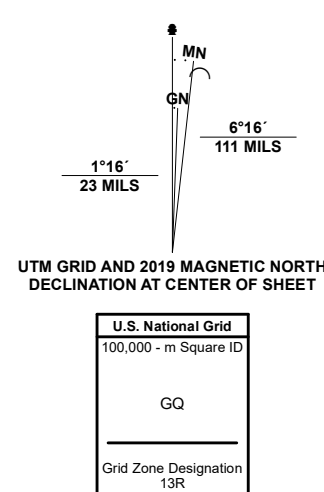 MN
GN
6°16´
111 MILS
1°16´
23 MILS
UTM GRID AND 2019 MAGNETIC NORTH
DECLINATION AT CENTER OF SHEET
U.S. National Grid
100,000 - m Square ID
GQ
Grid Zone Designation
13R